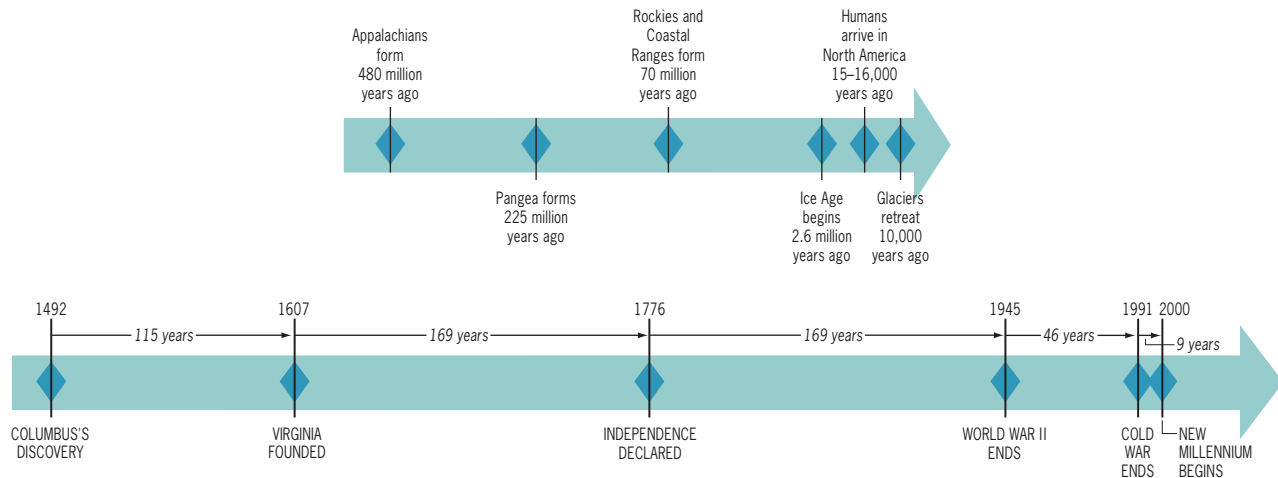 Appalachians
form
480 million
years ago
Rockies and
Coastal
Ranges form
70 million
years ago
Humans
arrive in
North America
15–16,000
years ago
Pangea forms
225 million
years ago
Ice Age
begins
2.6 million
years ago
Glaciers
retreat
10,000
years ago
1492
1607
1776
1945
1991
2000
115 years
169 years
169 years
46 years
9 years
COLUMBUS'S
DISCOVERY
VIRGINIA
FOUNDED
INDEPENDENCE
DECLARED
WORLD WAR II
ENDS
COLD
WAR
ENDS
NEW
MILLENNIUM
BEGINS